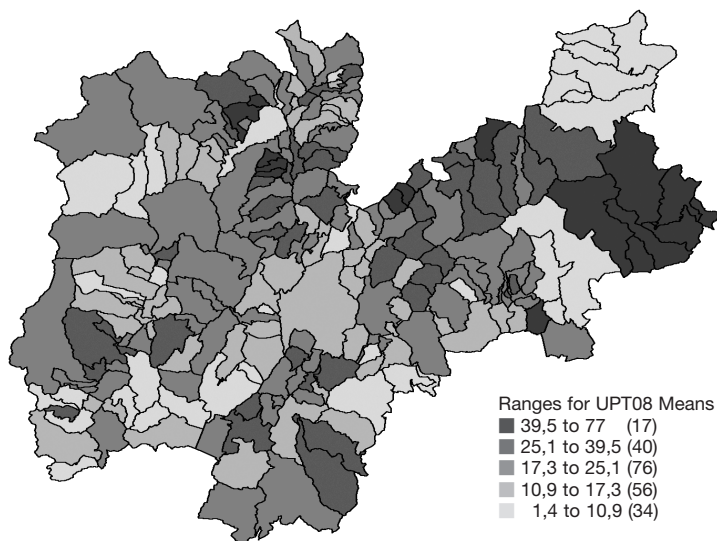 Ranges for UPT08 Means
39,5 to 77 (17)
25,1 to 39,5 (40)
17,3 to 25,1 (76)
10,9 to 17,3 (56)
1,4 to 10,9 (34)